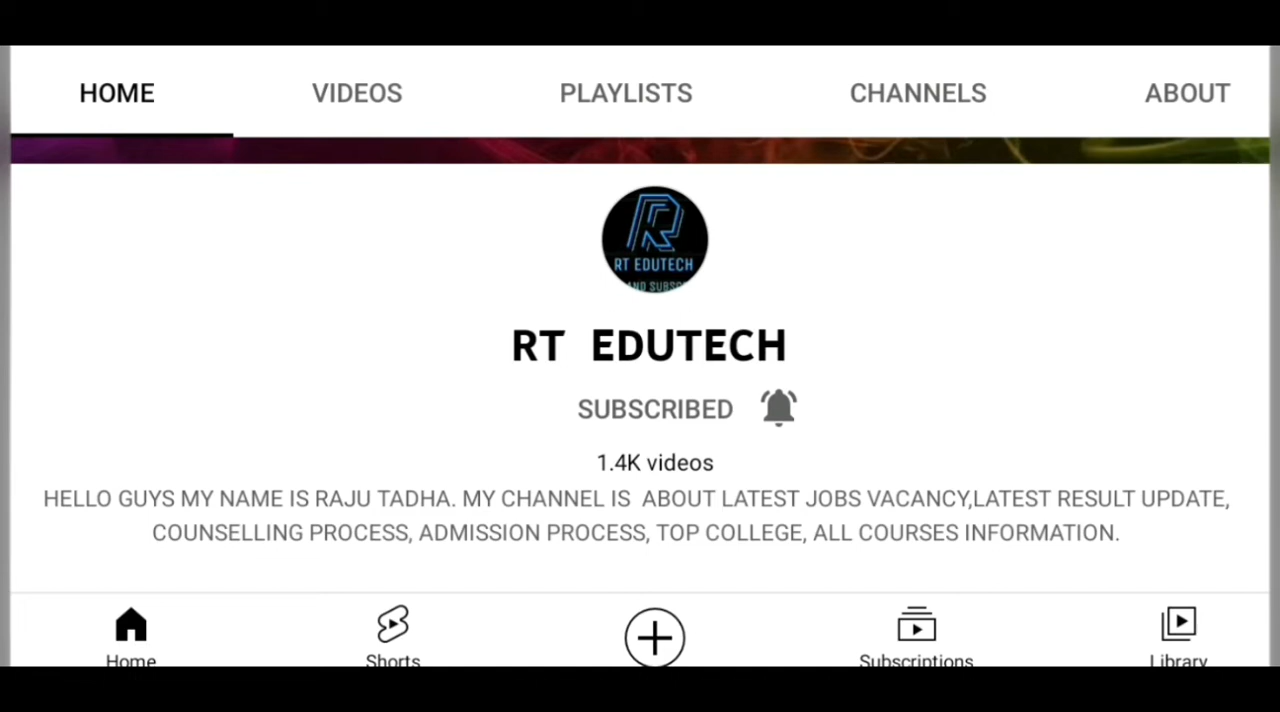 HOME VIDEOS PLAYLISTS CHANNELS ABOUT
RT EDUTECH
AND
RT EDUTECH
SUBSCRIBED
1.4K videos
HELLO GUYS MY NAME IS RAJU TADHA. MY CHANNEL IS ABOUT LATEST JOBS VACANCY,LATEST RESULT UPDATE,
COUNSELLING PROCESS, ADMISSION PROCESS, TOP COLLEGE, ALL COURSES INFORMATION.
Home Shorts Subscriptions Library